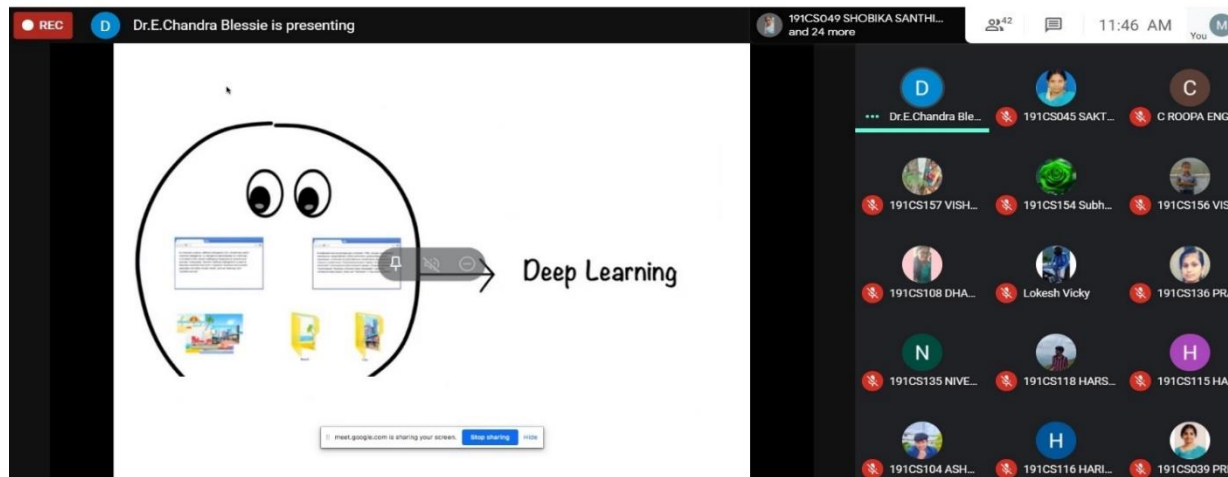 REC
D
Dr.E.Chandra Blessie is presenting
191CS049 SHOBIKA SANTHI...
and 24 more
42
11:46 AM
You
M
Deep Learning
meet.google.com is sharing your screen.
Stop sharing
Hide
D
C
Dr.E.Chandra Ble...
191CS045 SAKT...
C ROOPA ENG
191CS157 VISH...
191CS154 Subh...
191CS156 VIS
191CS108 DHA...
Lokesh Vicky
191CS136 PR
N
H
191CS135 NIVE...
191CS118 HARS...
191CS115 HA
H
191CS104 ASH...
191CS116 HARI...
191CS039 PRI